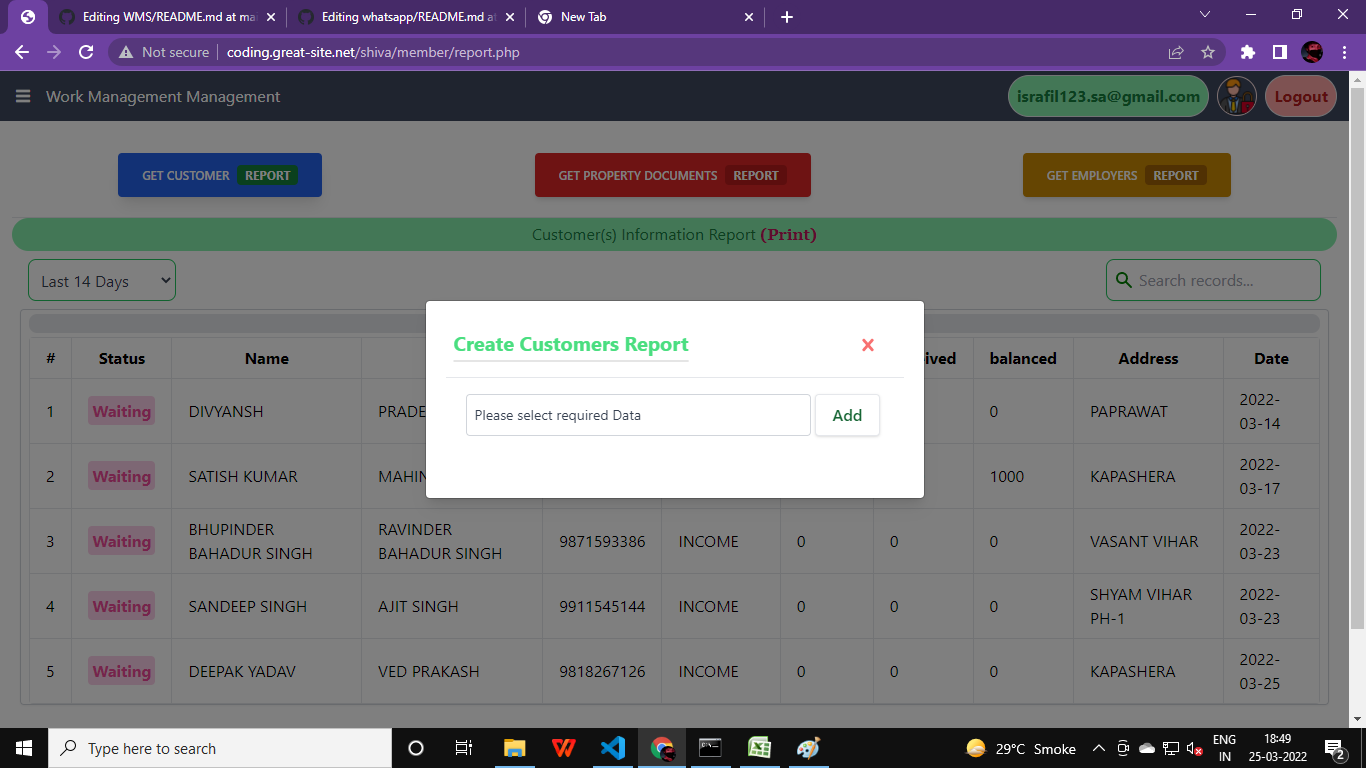 Editing WMS/README.md at ma
Editing whatsapp/README.md at
New Tab
Not secure
coding.great-site.net/shiva/member/report.php
Work Management Management
israfil123.sa@gmail.com
Logout
GET CUSTOMER REPORT
GET PROPERTY DOCUMENTS REPORT
GET EMPLOYERS REPORT
Customer(s) Information Report (Print)
Last 14 Days
Search records...
Create Customers Report
Please select required Data
Add
# Status Name ived balanced Address Date
1 Waiting DIVYANSH PRADE 0 PAPRAWAT 2022-
03-14
2 Waiting SATISH KUMAR MAHIN 1000 KAPASHERA 2022-
03-17
3 Waiting BHUPINDER
BAHADUR SINGH RAVINDER
BAHADUR SINGH 9871593386 INCOME 0 0 0 VASANT VIHAR 2022-
03-23
4 Waiting SANDEEP SINGH AJIT SINGH 9911545144 INCOME 0 0 0 SHYAM VIHAR
PH-1 2022-
03-23
5 Waiting DEEPAK YADAV VED PRAKASH 9818267126 INCOME 0 0 0 KAPASHERA 2022-
03-25
Type here to search
29°C Smoke
ENG
IN
18:49
25-03-2022
2